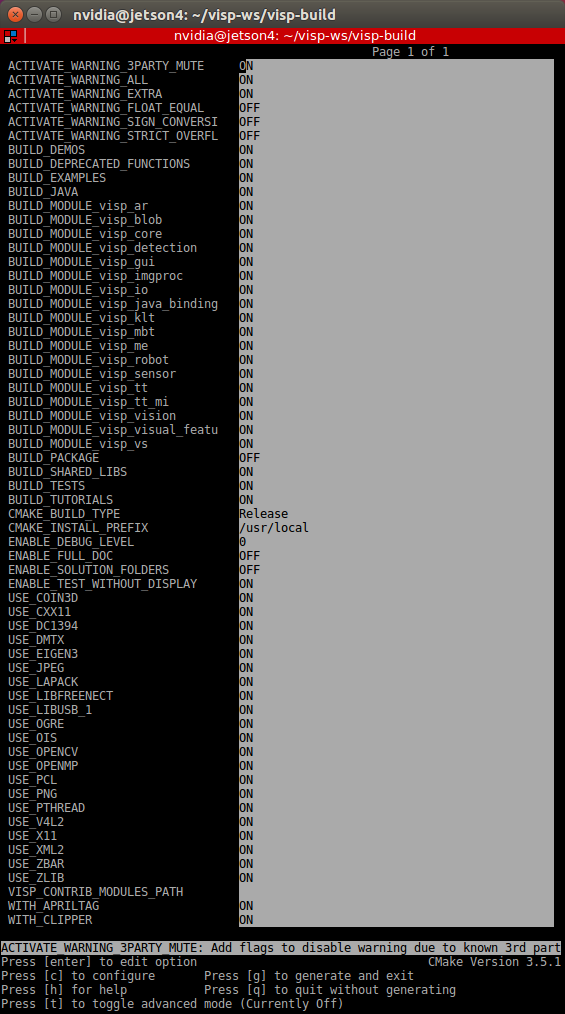 nvidia@jetson4: ~/visp-ws/visp-build
nvidia@jetson4: ~/visp-ws/visp-build
Page 1 of 1
ACTIVATE_WARNING_3PARTY_MUTE ON
ACTIVATE_WARNING_ALL ON
ACTIVATE_WARNING_EXTRA ON
ACTIVATE_WARNING_FLOAT_EQUAL OFF
ACTIVATE_WARNING_SIGN_CONVERSI OFF
ACTIVATE_WARNING_STRICT_OVERFL OFF
BUILD_DEMOS ON
BUILD_DEPRECATED_FUNCTIONS ON
BUILD_EXAMPLES ON
BUILD_JAVA ON
BUILD_MODULE_visp_ar ON
BUILD_MODULE_visp_blob ON
BUILD_MODULE_visp_core ON
BUILD_MODULE_visp_detection ON
BUILD_MODULE_visp_gui ON
BUILD_MODULE_visp_imgproc ON
BUILD_MODULE_visp_io ON
BUILD_MODULE_visp_java_binding ON
BUILD_MODULE_visp_klt ON
BUILD_MODULE_visp_mbt ON
BUILD_MODULE_visp_me ON
BUILD_MODULE_visp_robot ON
BUILD_MODULE_visp_sensor ON
BUILD_MODULE_visp_tt ON
BUILD_MODULE_visp_tt_mi ON
BUILD_MODULE_visp_vision ON
BUILD_MODULE_visp_visual_featu ON
BUILD_MODULE_visp_vs ON
BUILD_PACKAGE OFF
BUILD_SHARED_LIBS ON
BUILD_TESTS ON
BUILD_TUTORIALS ON
CMAKE_BUILD_TYPE Release
CMAKE_INSTALL_PREFIX /usr/local
ENABLE_DEBUG_LEVEL 0
ENABLE_FULL_DOC OFF
ENABLE_SOLUTION_FOLDERS OFF
ENABLE_TEST_WITHOUT_DISPLAY ON
USE_COIN3D ON
USE_CXX11 ON
USE_DC1394 ON
USE_DMTX ON
USE_EIGEN3 ON
USE_JPEG ON
USE_LAPACK ON
USE_LIBFREENECT ON
USE_LIBUSB_1 ON
USE_OGRE ON
USE_OIS ON
USE_OPENCV ON
USE_OPENMP ON
USE_PCL ON
USE_PNG ON
USE_PTHREAD ON
USE_V4L2 ON
USE_X11 ON
USE_XML2 ON
USE_ZBAR ON
USE_ZLIB ON
VISP_CONTRIB_MODULES_PATH
WITH_APRILTAG ON
WITH_CLIPPER ON
ACTIVATE_WARNING_3PARTY_MUTE: Add flags to disable warning due to known 3rd part
Press [enter] to edit option CMake Version 3.5.1
Press [c] to configure Press [g] to generate and exit
Press [h] for help Press [q] to quit without generating
Press [t] to toggle advanced mode (Currently Off)